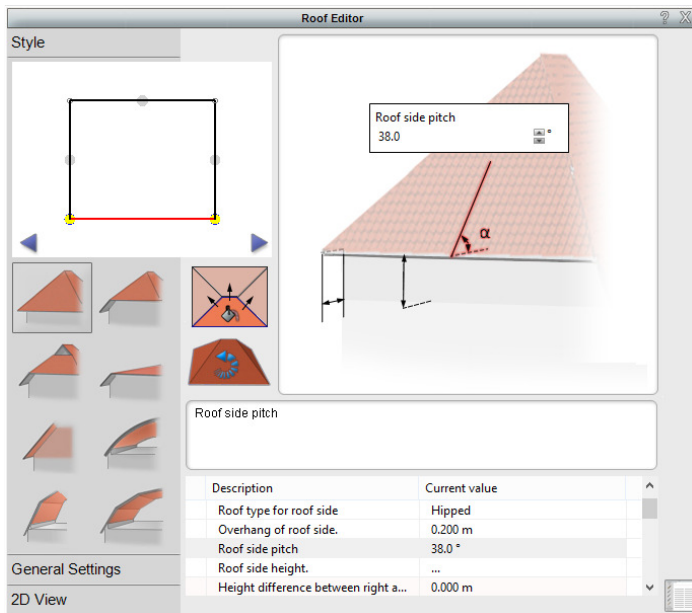 Roof Editor
? X
Style
Roof side pitch
38.0 °
α
Roof side pitch
Description Current value
Roof type for roof side Hipped
Overhang of roof side. 0.200 m
Roof side pitch 38.0 °
Roof side height. ...
Height difference between right a... 0.000 m
General Settings
2D View